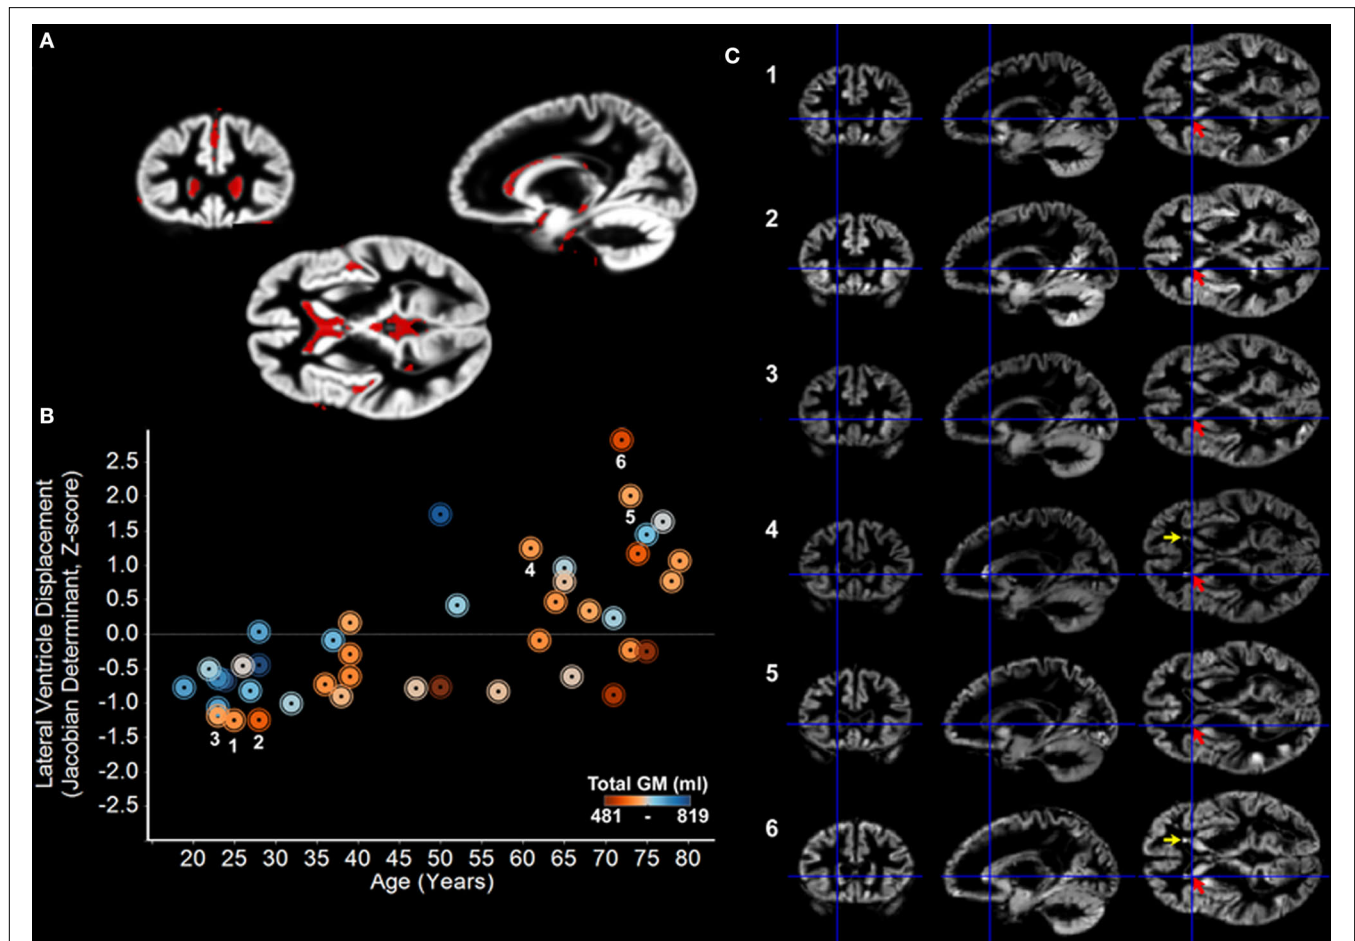 A
B
Lateral Ventricle Displacement
(Jacobian Determinant, Z-score)
2.5
2.0
1.5
1.0
0.5
0.0
-0.5
-1.0
-1.5
-2.0
-2.5
6
5
4
3 1 2
Total GM (ml)
481 - 819
20 25 30 35 40 45 50 55 60 65 70 75 80
Age (Years)
C
1
2
3
4
5
6